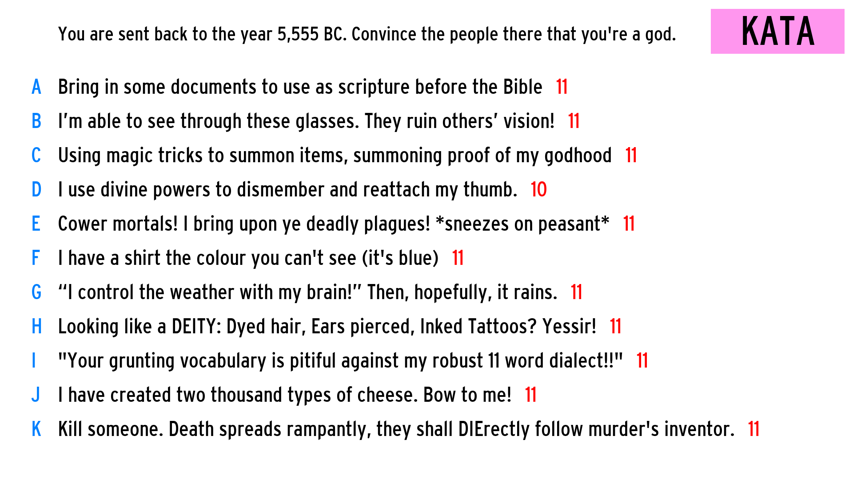 You are sent back to the year 5,555 BC. Convince the people there that you're a god.
KATA
A Bring in some documents to use as scripture before the Bible 11
B I’m able to see through these glasses. They ruin others’ vision! 11
C Using magic tricks to summon items, summoning proof of my godhood 11
D I use divine powers to dismember and reattach my thumb. 10
E Cower mortals! I bring upon ye deadly plagues! *sneezes on peasant* 11
F I have a shirt the colour you can't see (it's blue) 11
G “I control the weather with my brain!” Then, hopefully, it rains. 11
H Looking like a DEITY: Dyed hair, Ears pierced, Inked Tattoos? Yessir! 11
I "Your grunting vocabulary is pitiful against my robust 11 word dialect!!" 11
J I have created two thousand types of cheese. Bow to me! 11
K Kill someone. Death spreads rampantly, they shall DIErectly follow murder's inventor. 11